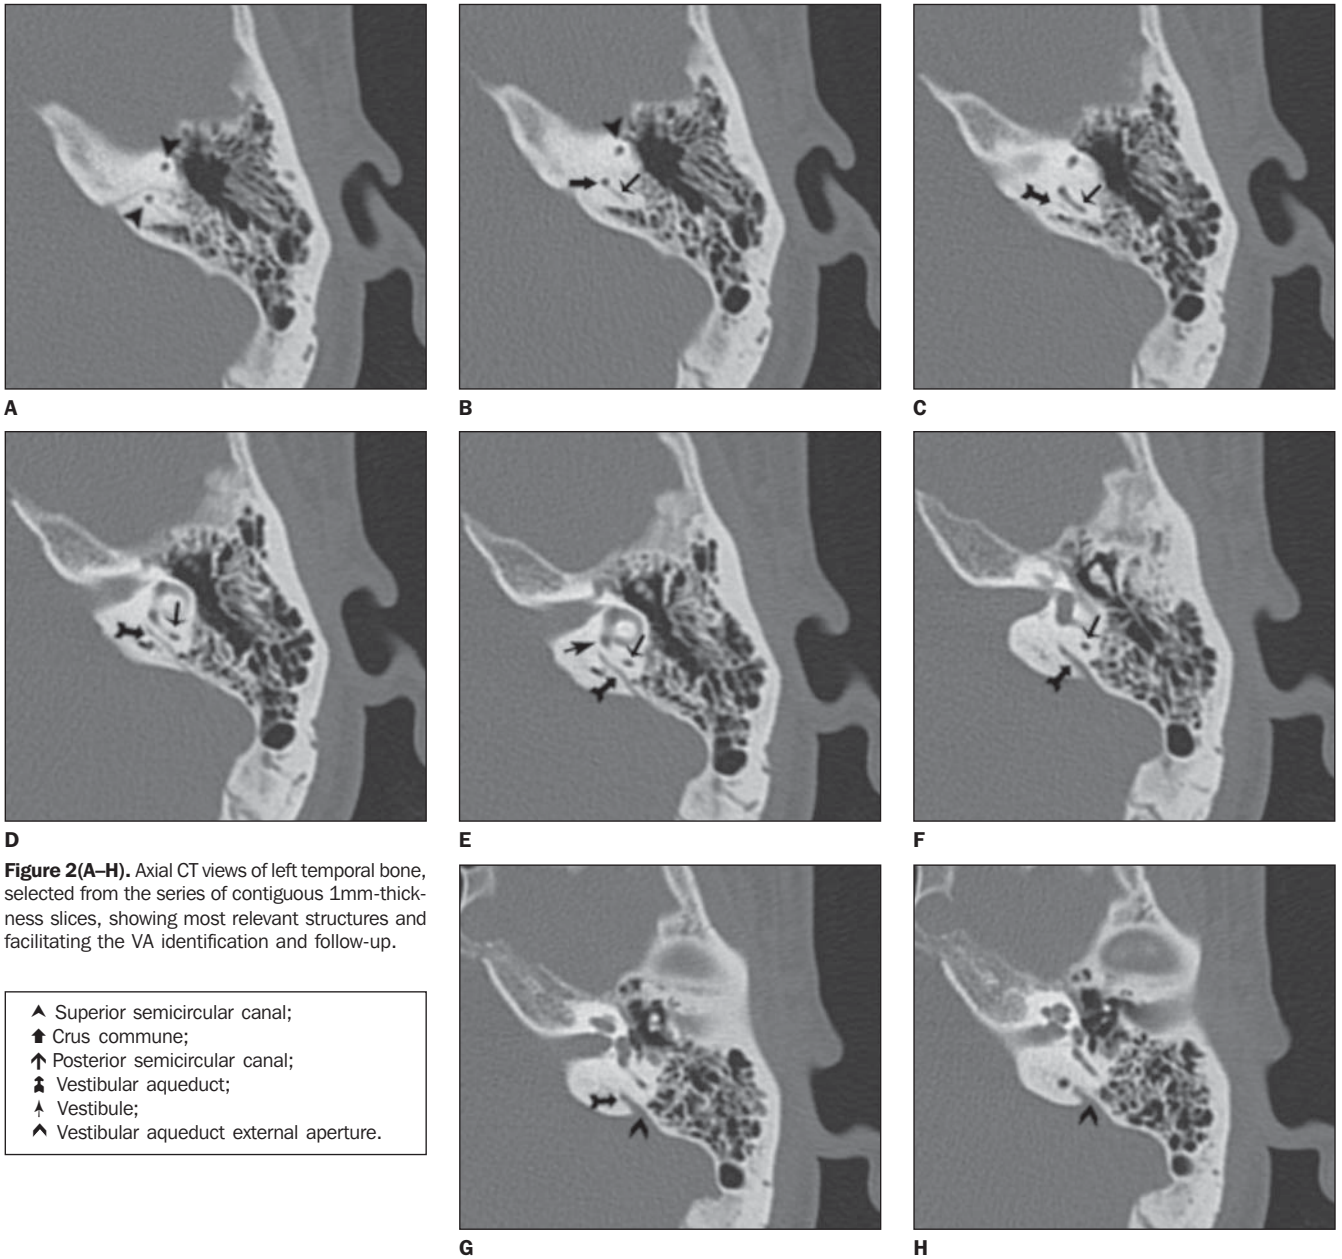 A
B
C
D
E
F
Figure 2(A–H). Axial CT views of left temporal bone,
selected from the series of contiguous 1mm-thick-
ness slices, showing most relevant structures and
facilitating the VA identification and follow-up.
Superior semicircular canal;
Crus commune;
Posterior semicircular canal;
Vestibular aqueduct;
Vestibule;
Vestibular aqueduct external aperture.
G
H